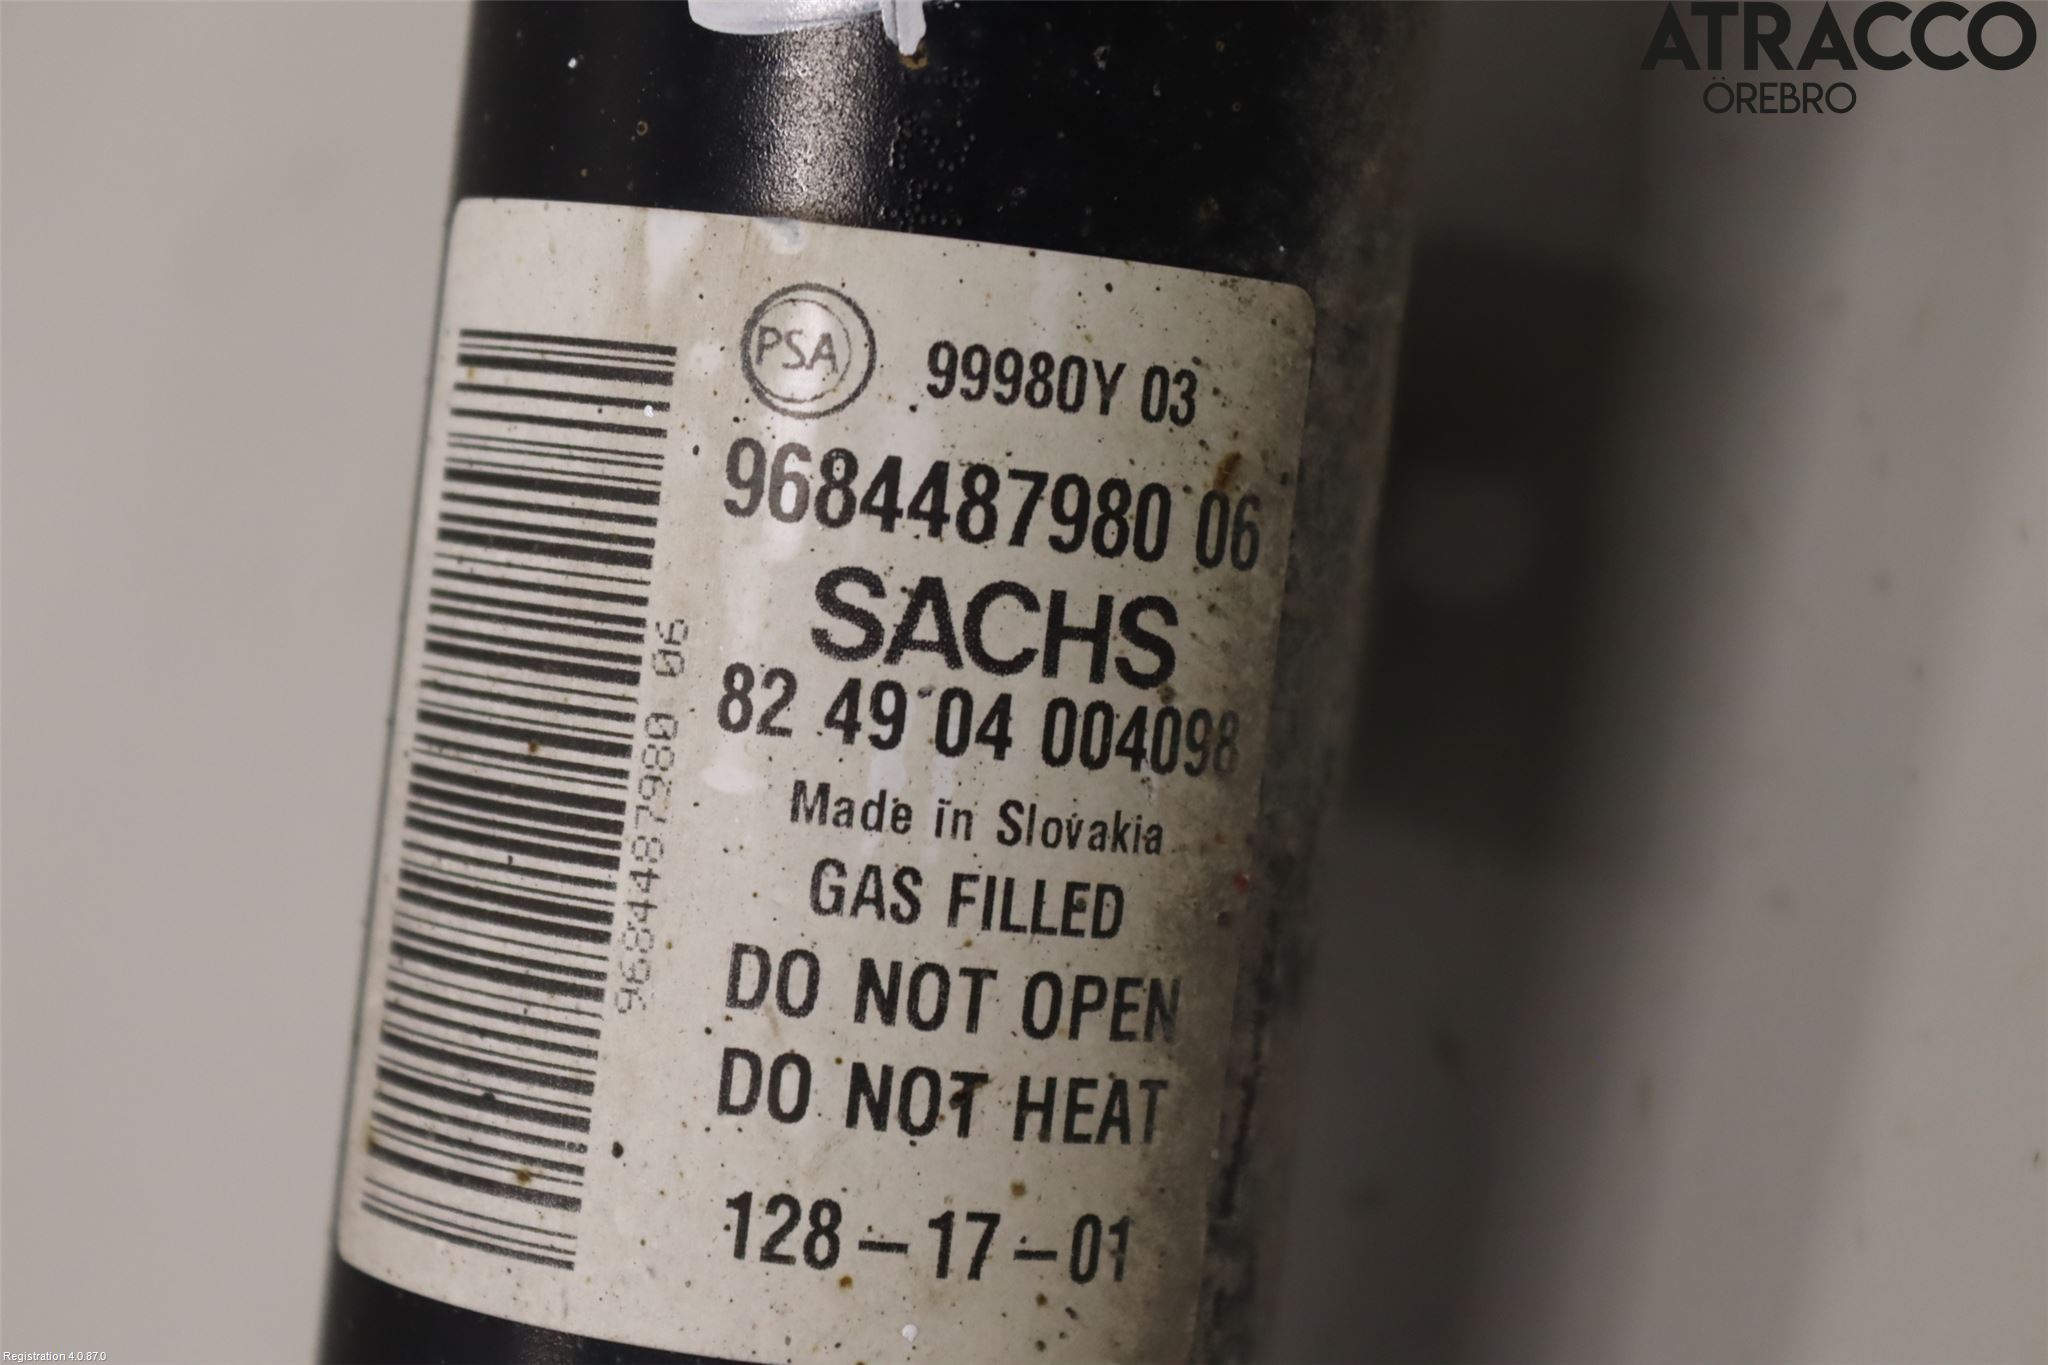 ATRACCO
ÖREBRO
PSA
99980Y 03
9684487980 06
SACHS
82 49 04 004098
Made in Slovakia
GAS FILLED
DO NOT OPEN
DO NOT HEAT
128-17-01
9684487980 06
Registration 4.0.87.0